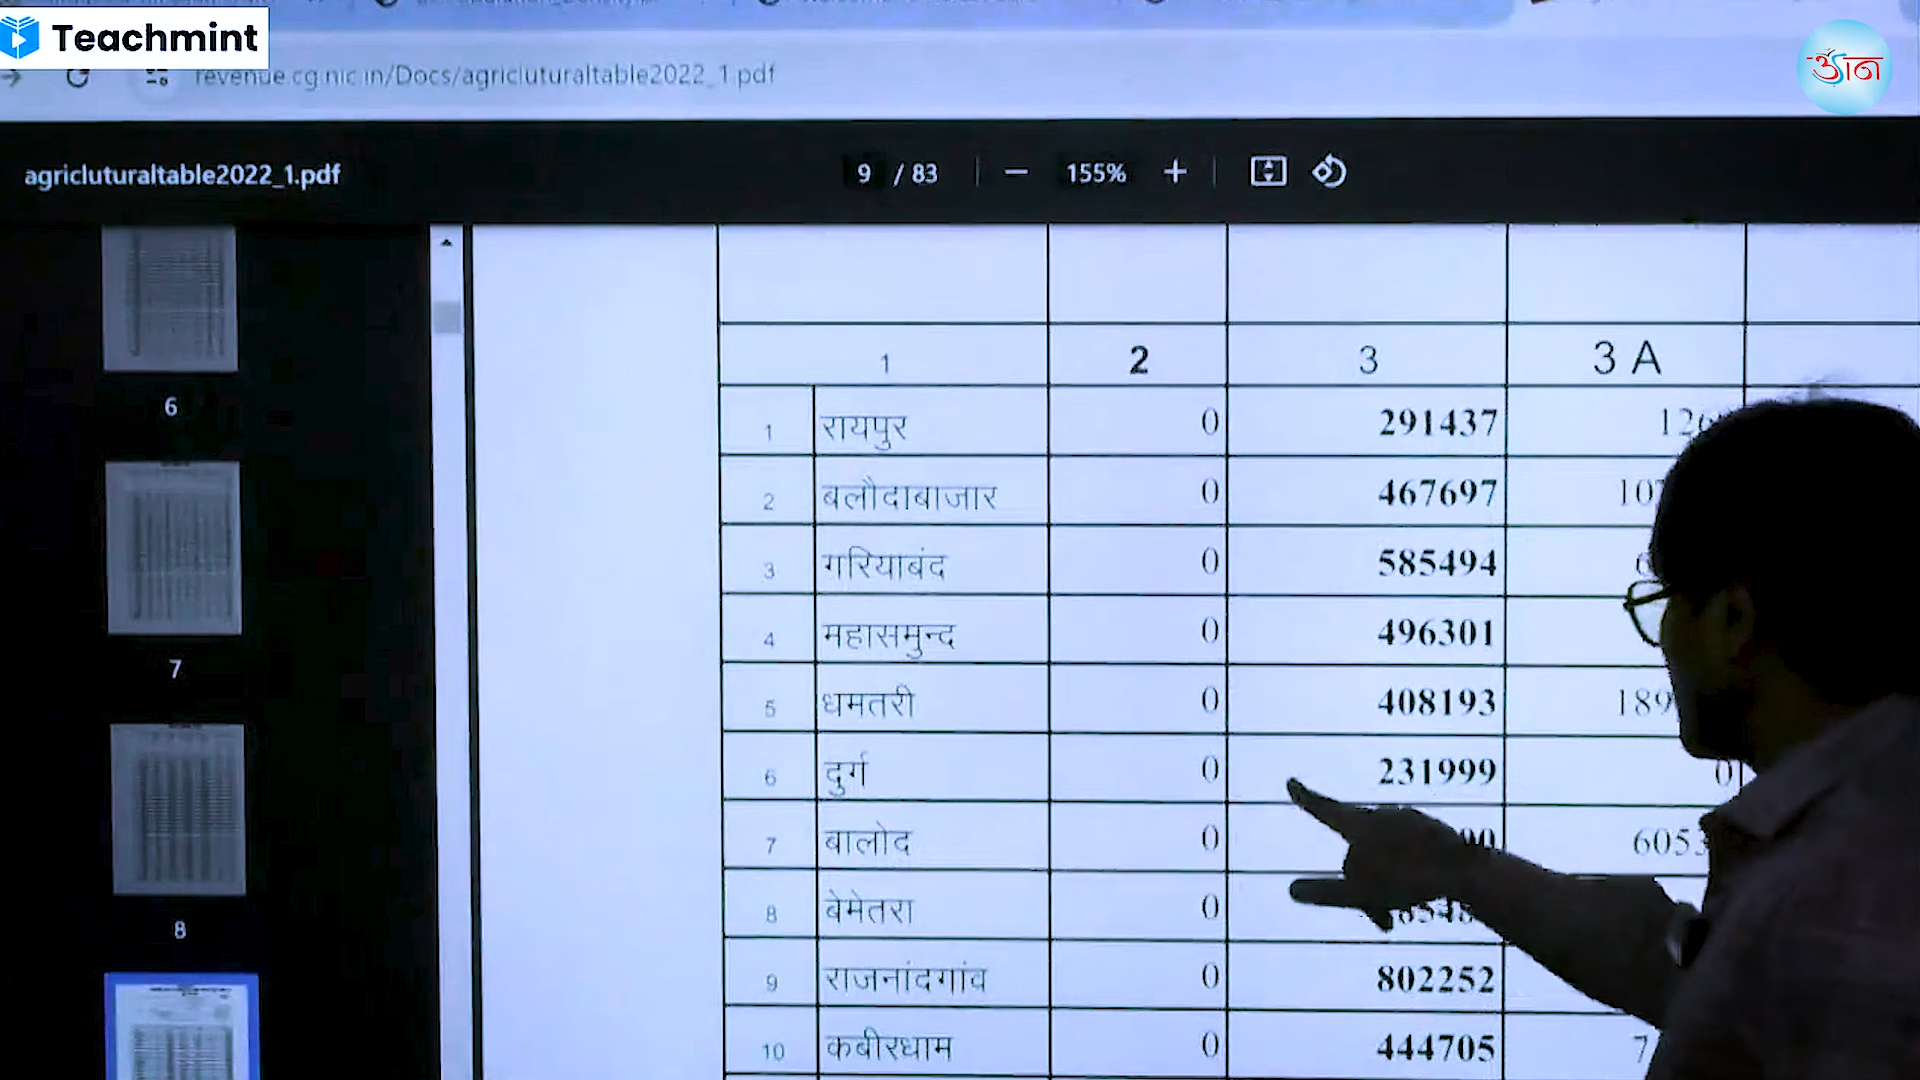 Teachmint
उड़ान
revenue.cg.nic.in/Docs/agricluturaltable2022_1.pdf
agricluturaltable2022_1.pdf
9 / 83
155%
6
7
8
1 2 3 3 A
1 रायपुर 0 291437
2 बलौदाबाजार 0 467697
3 गरियाबंद 0 585494
4 महासमुन्द 0 496301
5 धमतरी 0 408193
6 दुर्ग 0 231999 0
7 बालोद 0
8 बेमेतरा 0
9 राजनांदगांव 0 802252
10 कबीरधाम 0 444705